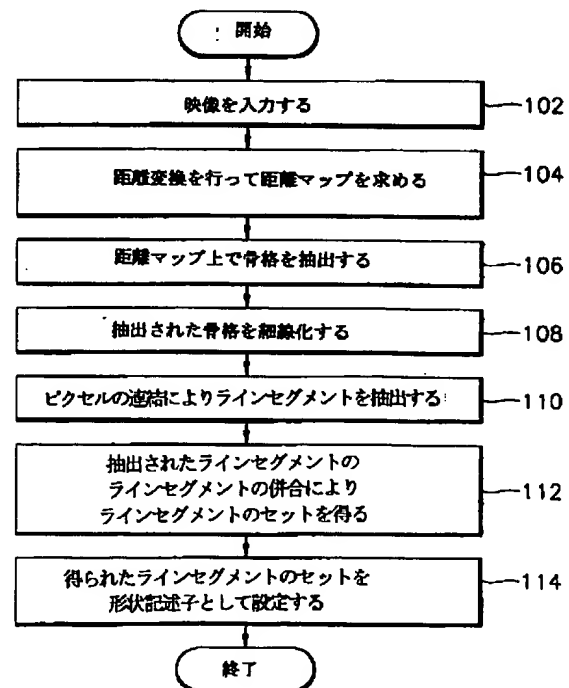 開始
映像を入力する
102
距離変換を行って距離マップを求める
104
距離マップ上で骨格を抽出する
106
抽出された骨格を細線化する
108
ピクセルの連結によりラインセグメントを抽出する
110
抽出されたラインセグメントの
ラインセグメントの併合により
ラインセグメントのセットを得る
112
得られたラインセグメントのセットを
形状記述子として設定する
114
終了